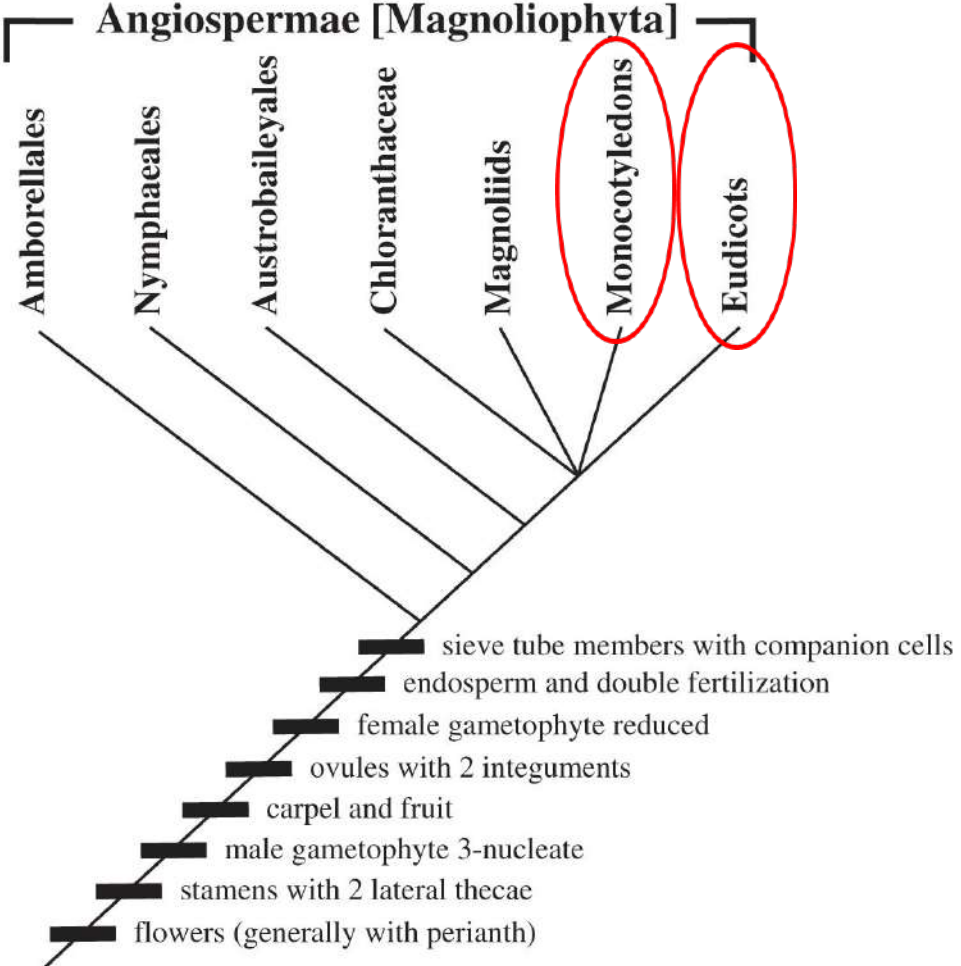 Angiospermae [Magnoliophyta]
Amborellales
Nymphaeales
Austrobaileyales
Chloranthaceae
Magnoliids
Monocotyledons
Eudicots
sieve tube members with companion cells
endosperm and double fertilization
female gametophyte reduced
ovules with 2 integuments
carpel and fruit
male gametophyte 3-nucleate
stamens with 2 lateral thecae
flowers (generally with perianth)